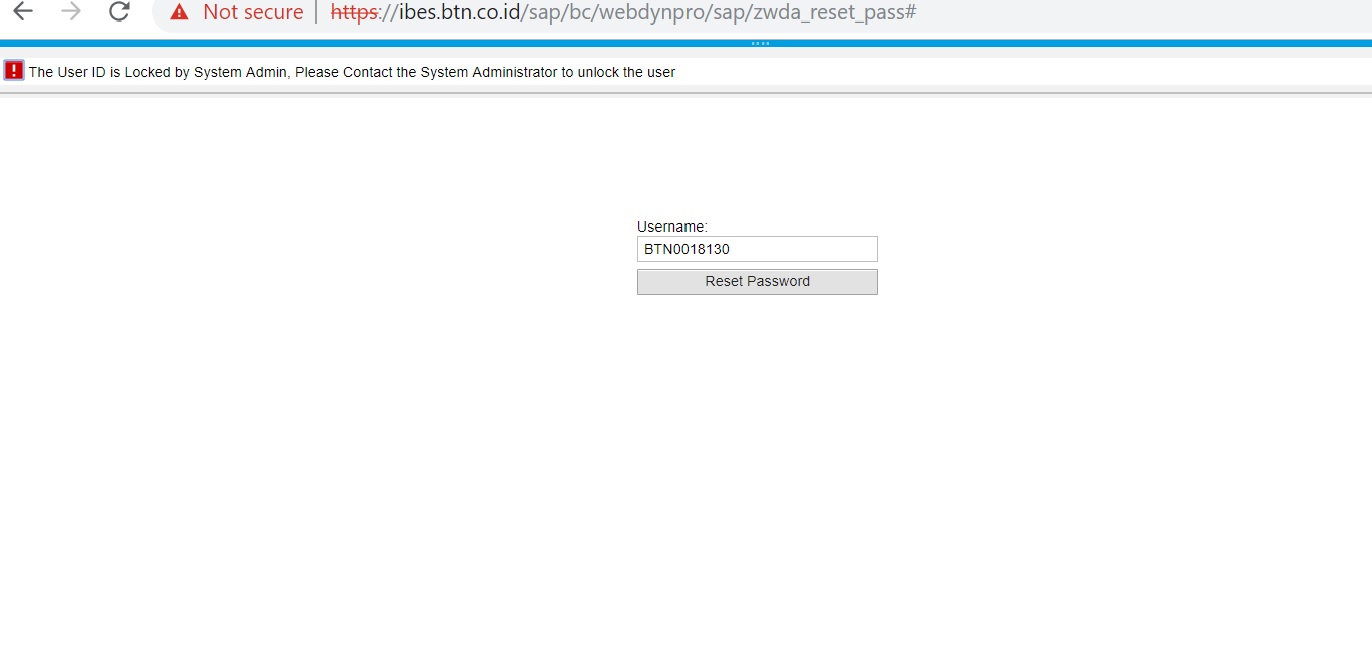 Not secure | https://ibes.btn.co.id/sap/bc/webdynpro/sap/zwda_reset_pass#
The User ID is Locked by System Admin, Please Contact the System Administrator to unlock the user
Username:
BTN0018130
Reset Password